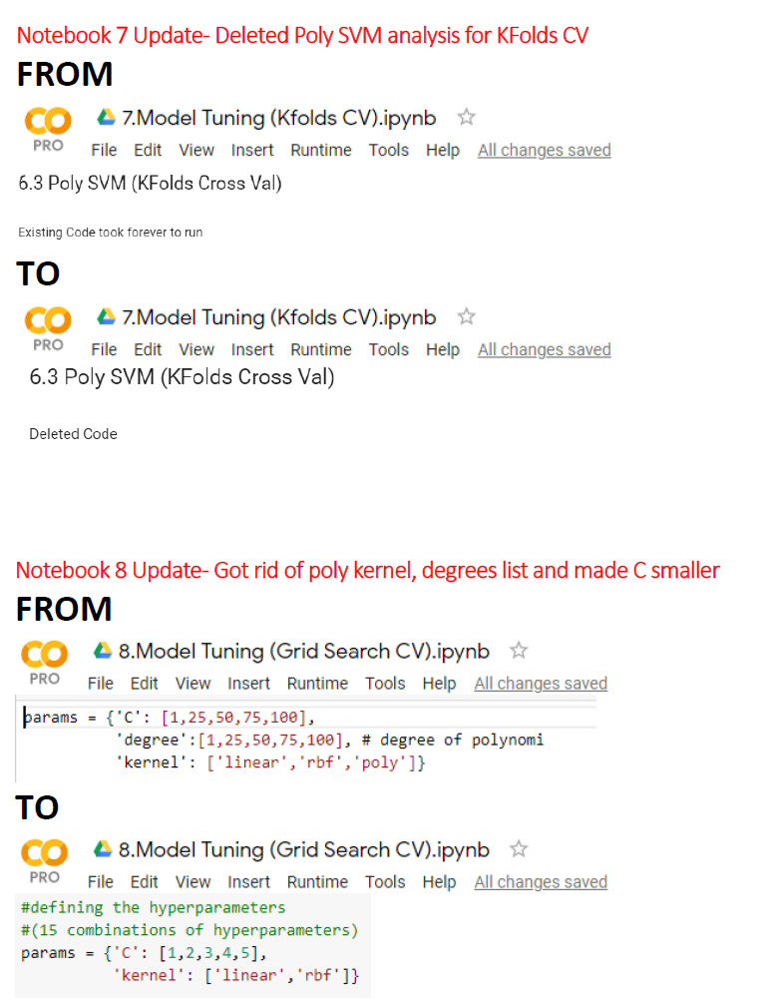 Notebook 7 Update- Deleted Poly SVM analysis for KFolds CV
FROM
7.Model Tuning (Kfolds CV).ipynb
PRO
File Edit View Insert Runtime Tools Help All changes saved
6.3 Poly SVM (KFolds Cross Val)
Existing Code took forever to run
TO
7.Model Tuning (Kfolds CV).ipynb
PRO
File Edit View Insert Runtime Tools Help All changes saved
6.3 Poly SVM (KFolds Cross Val)
Deleted Code
Notebook 8 Update- Got rid of poly kernel, degrees list and made C smaller
FROM
8.Model Tuning (Grid Search CV).ipynb
PRO
File Edit View Insert Runtime Tools Help All changes saved
params = {'C': [1,25,50,75,100],
'degree':[1,25,50,75,100], # degree of polynomi
'kernel': ['linear','rbf','poly']}
TO
8.Model Tuning (Grid Search CV).ipynb
PRO
File Edit View Insert Runtime Tools Help All changes saved
#defining the hyperparameters
#(15 combinations of hyperparameters)
params = {'C': [1,2,3,4,5],
'kernel': ['linear','rbf']}